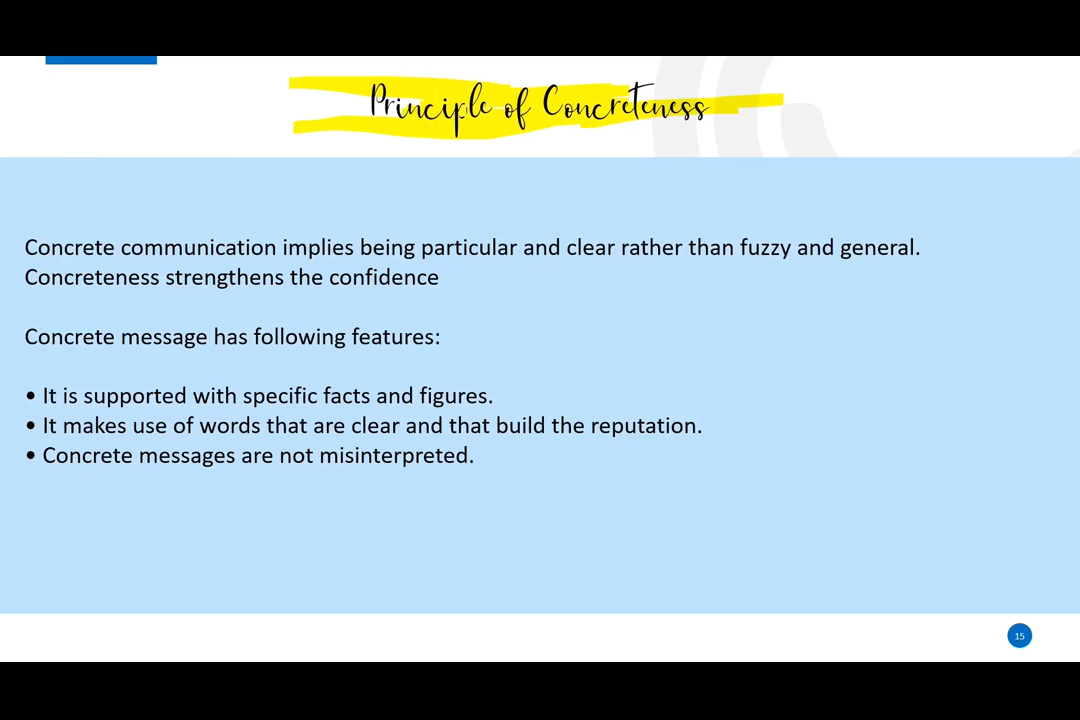 Principle of Concreteness
Concrete communication implies being particular and clear rather than fuzzy and general.
Concreteness strengthens the confidence
Concrete message has following features:
• It is supported with specific facts and figures.
• It makes use of words that are clear and that build the reputation.
• Concrete messages are not misinterpreted.
15